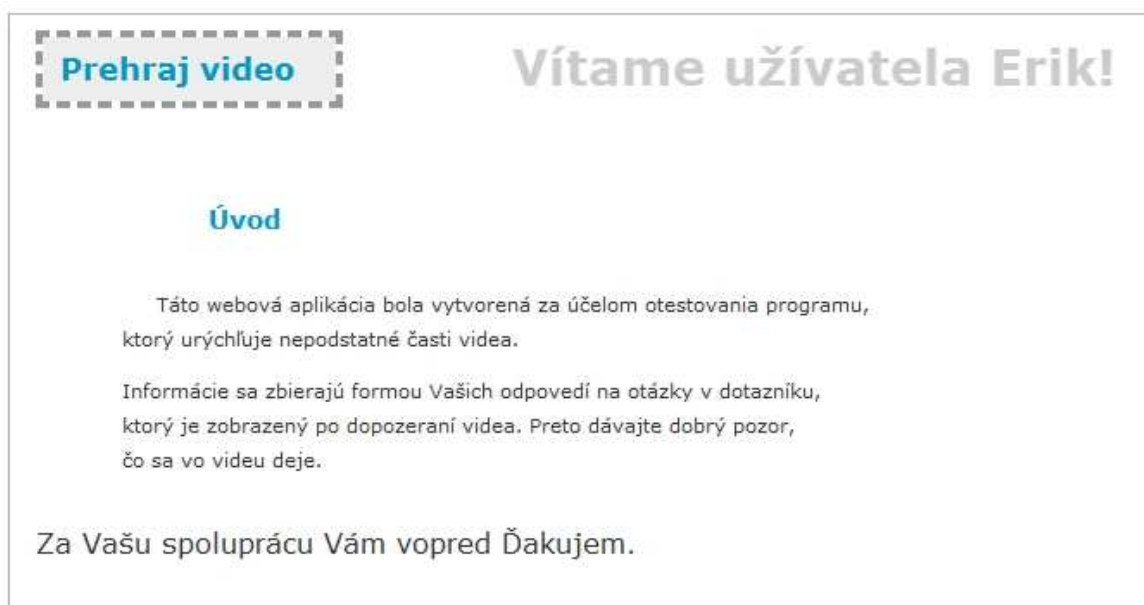 Prehraj video
Vítame užívatela Erik!
Úvod
Táto webová aplikácia bola vytvorená za účelom otestovania programu,
ktorý urýchľuje nepodstatné časti videa.
Informácie sa zbierajú formou Vašich odpovedí na otázky v dotazníku,
ktorý je zobrazený po dopozeraní videa. Preto dávajte dobrý pozor,
čo sa vo videu deje.
Za Vašu spoluprácu Vám vopred Ďakujem.